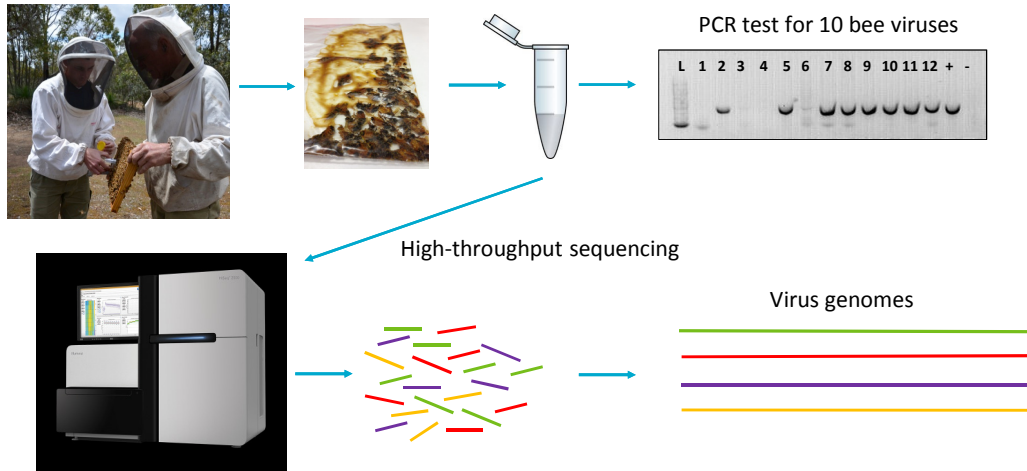 PCR test for 10 bee viruses
L 1 2 3 4 5 6 7 8 9 10 11 12 + -
High-throughput sequencing
Virus genomes